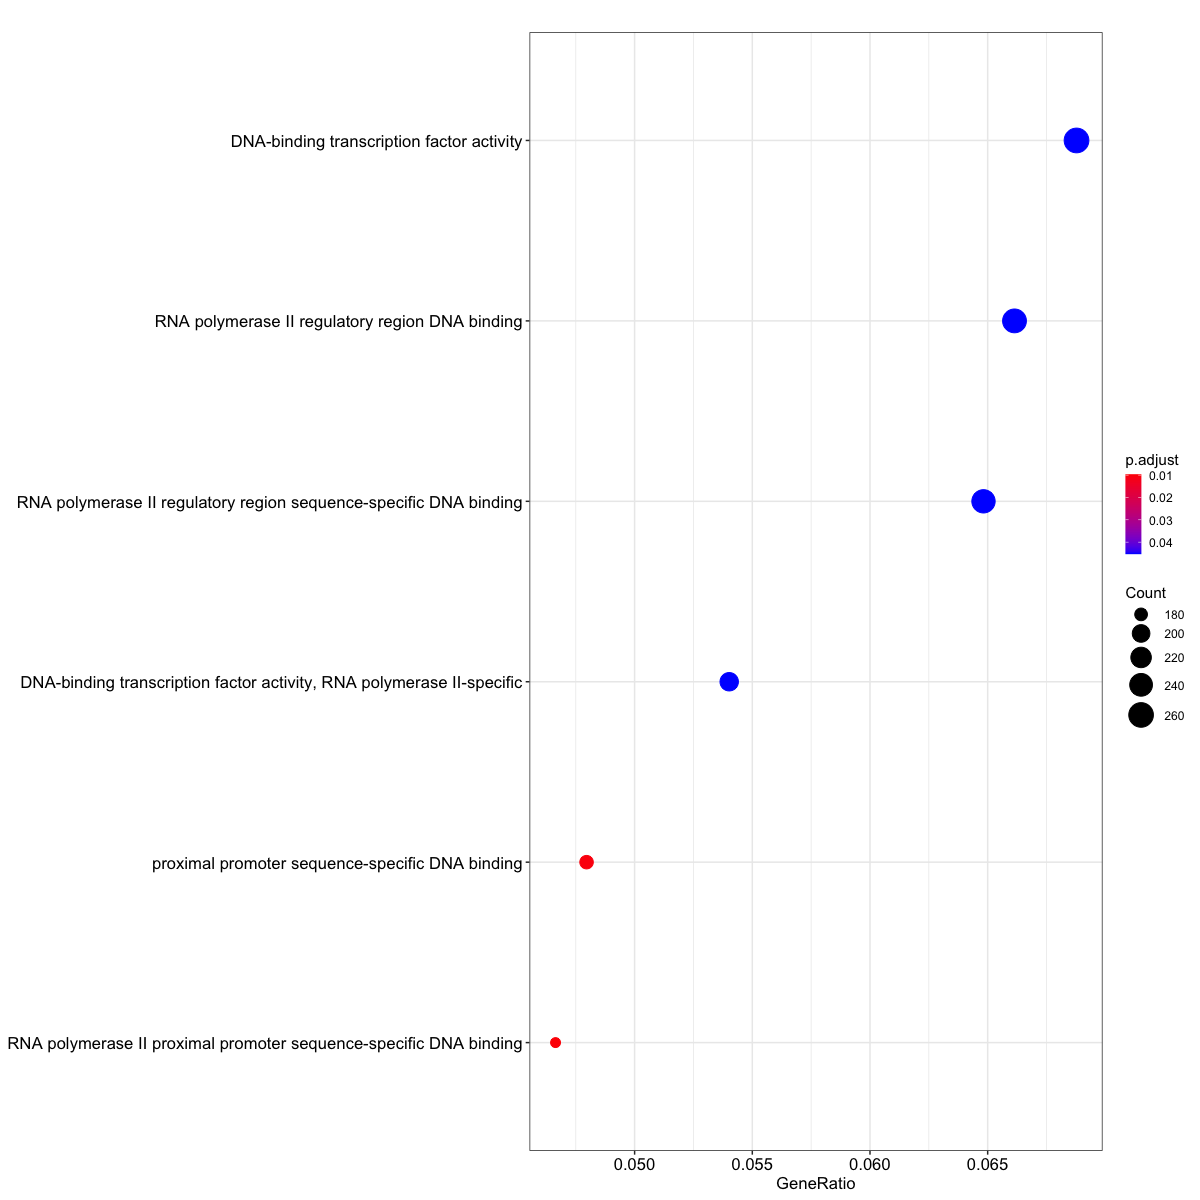 DNA-binding transcription factor activity
RNA polymerase II regulatory region DNA binding
RNA polymerase II regulatory region sequence-specific DNA binding
DNA-binding transcription factor activity, RNA polymerase II-specific
proximal promoter sequence-specific DNA binding
RNA polymerase II proximal promoter sequence-specific DNA binding
0.050 0.055 0.060 0.065
GeneRatio
p.adjust
0.01
0.02
0.03
0.04
Count
180
200
220
240
260